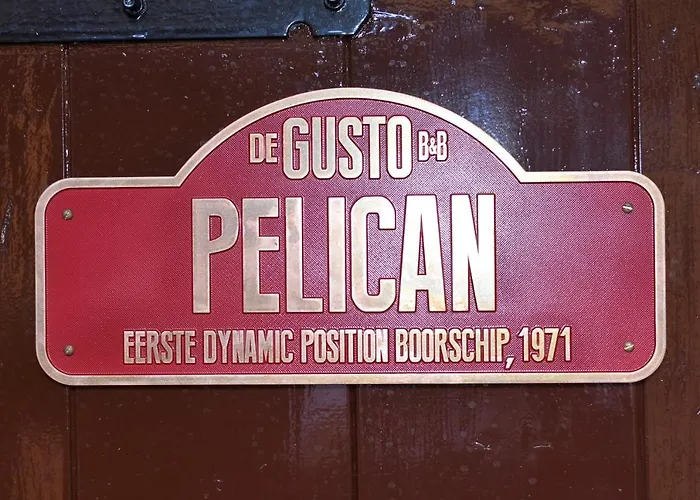 DE GUSTO B&B
PELICAN
EERSTE DYNAMIC POSITION BOORSCHIP, 1971